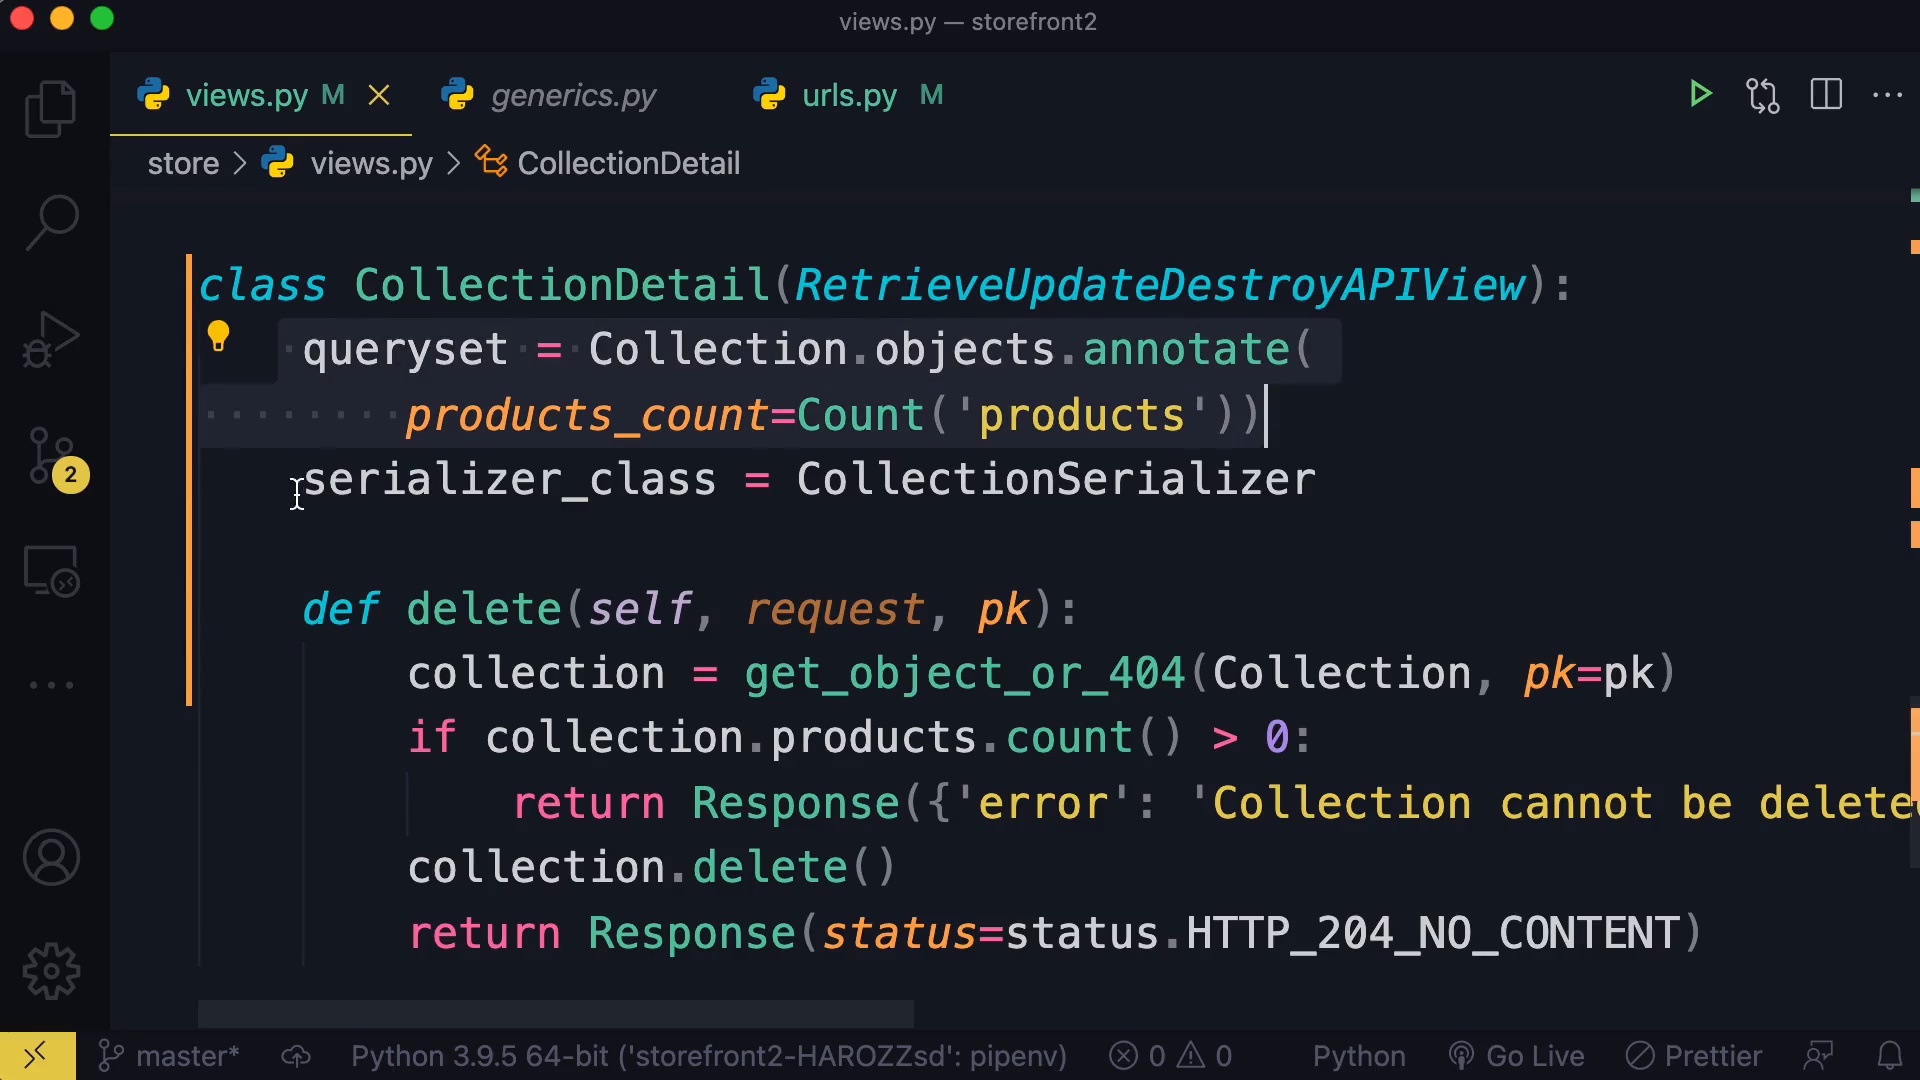 views.py — storefront2
views.py M generics.py urls.py M
store > views.py > CollectionDetail
class CollectionDetail(RetrieveUpdateDestroyAPIView):
queryset = Collection.objects.annotate(
products_count=Count('products'))
serializer_class = CollectionSerializer
def delete(self, request, pk):
collection = get_object_or_404(Collection, pk=pk)
if collection.products.count() > 0:
return Response({'error': 'Collection cannot be delete
collection.delete()
return Response(status=status.HTTP_204_NO_CONTENT)
2
master* Python 3.9.5 64-bit ('storefront2-HAROZZsd': pipenv) 0 0 Python Go Live Prettier